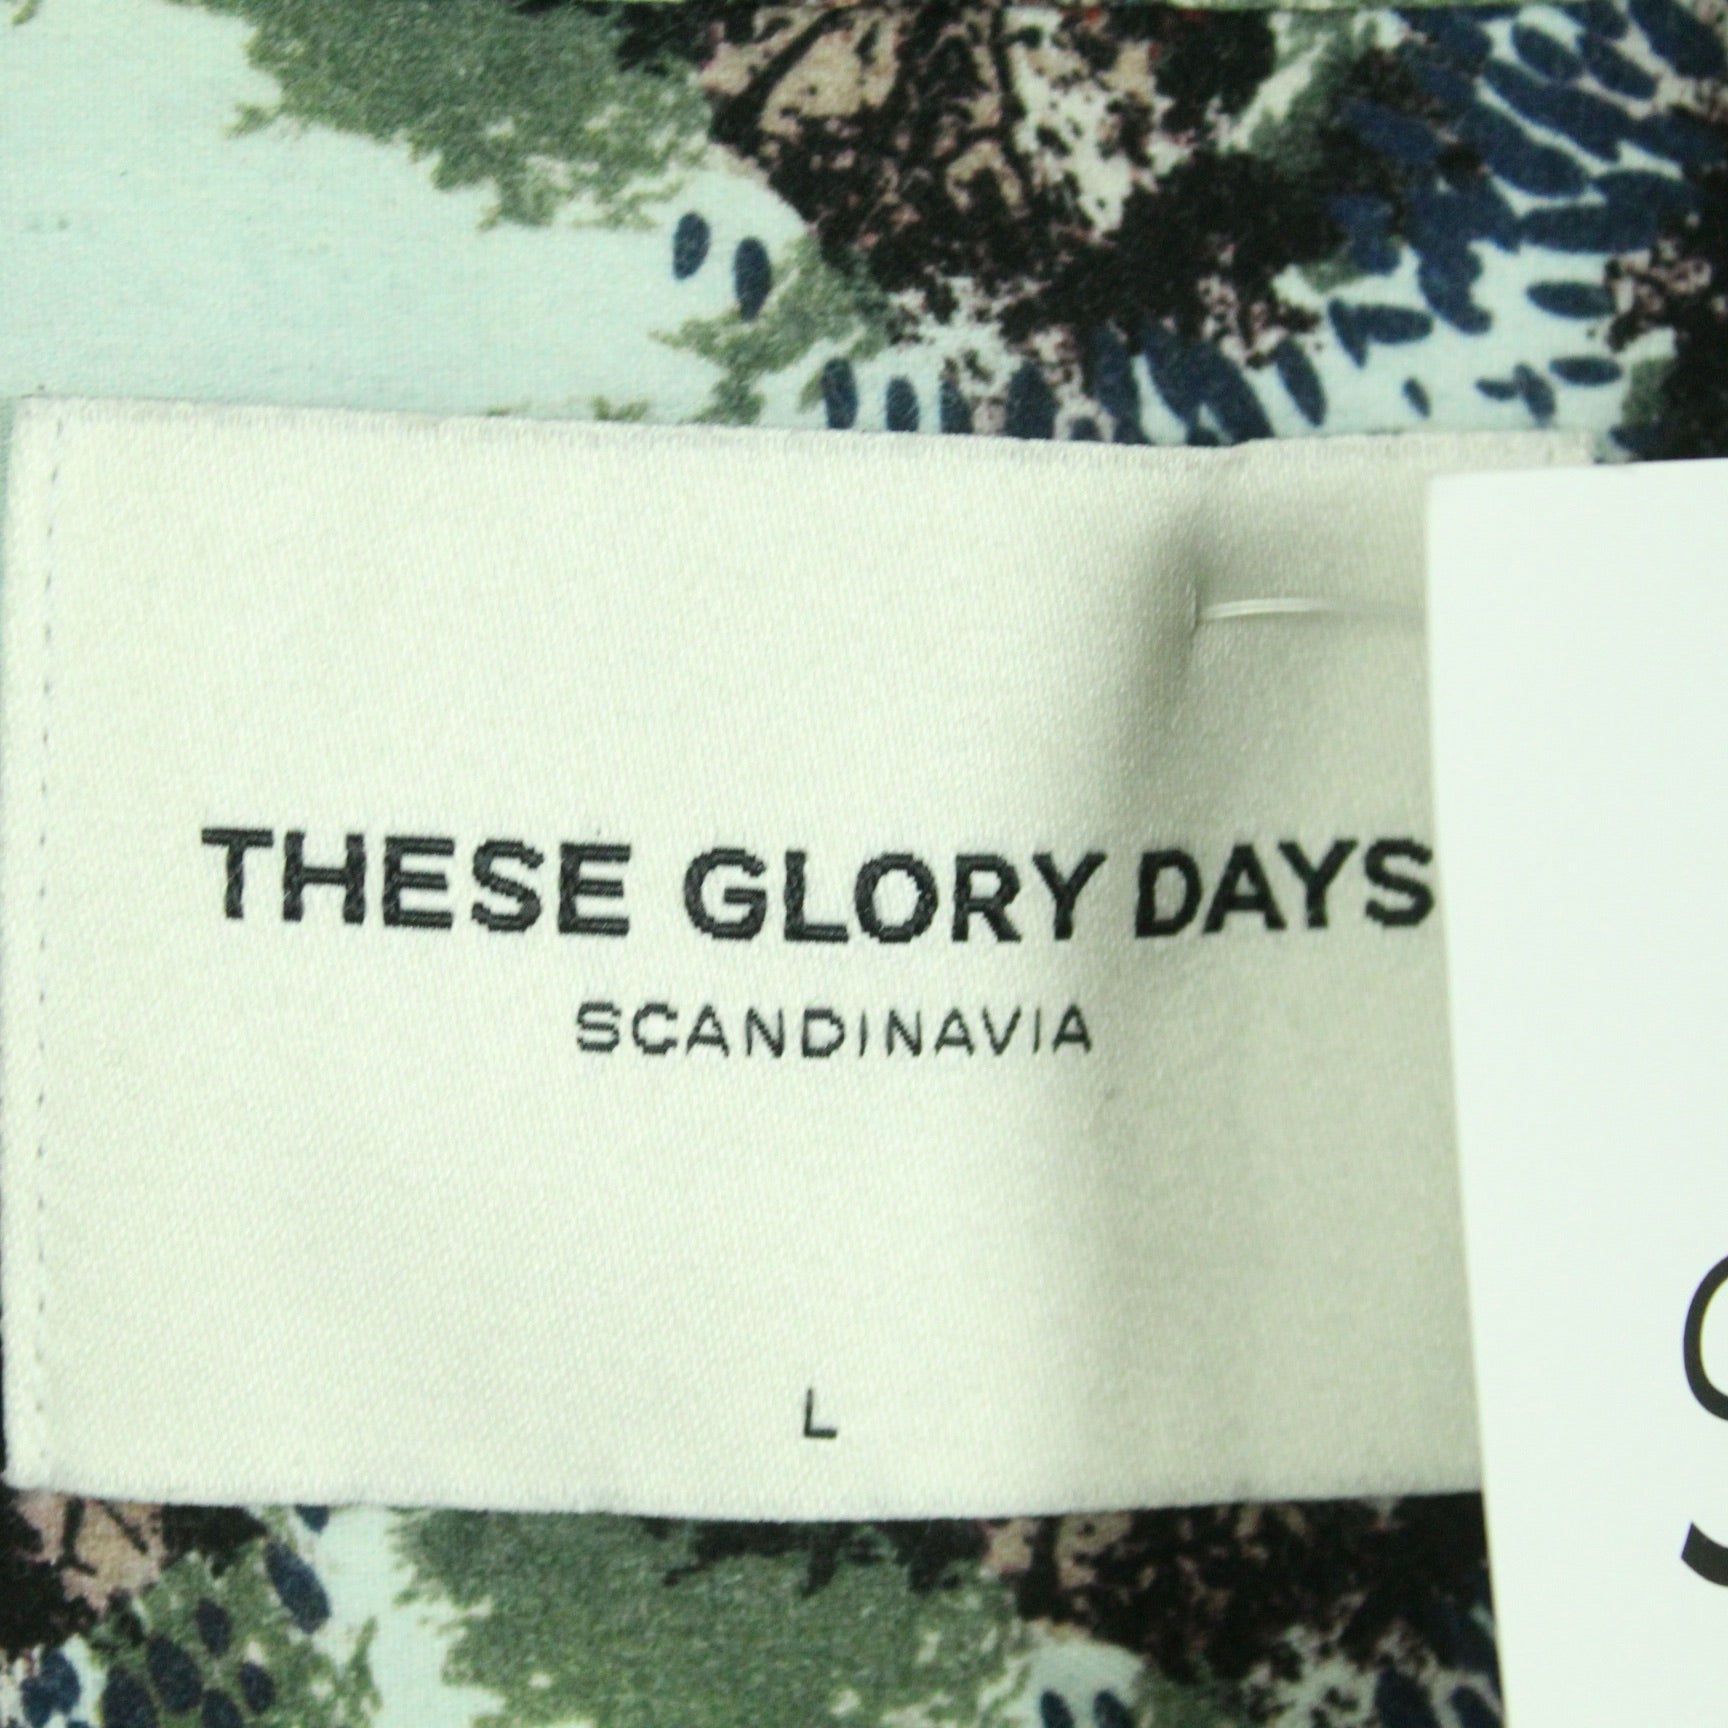 THESE GLORY DAYS
SCANDINAVIA
L